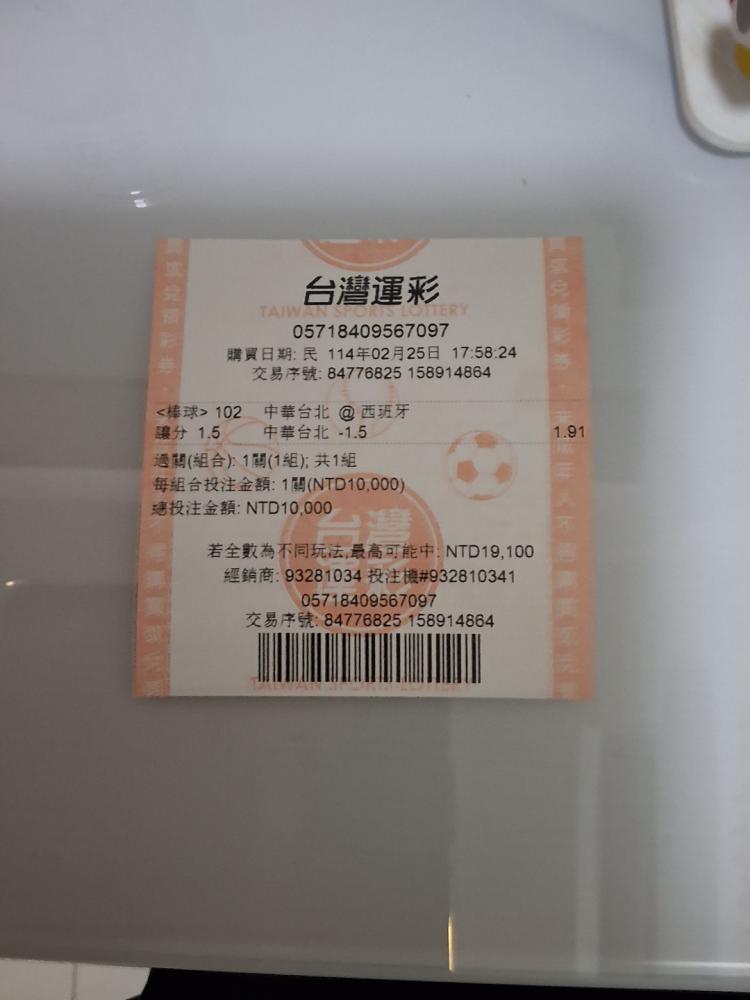 台灣運彩
TAIWAN SPORTS LOTTERY
05718409567097
購買日期: 民 114年02月25日 17:58:24
交易序號: 84776825 158914864
<棒球> 102 中華台北 @ 西班牙
讓分 1.5 中華台北 -1.5 1.91
過關(組合): 1關(1組); 共1組
每組合投注金額: 1關(NTD10,000)
總投注金額: NTD10,000
台灣
若全數為不同玩法,最高可能中: NTD19,100
經銷商: 93281034 投注機#932810341
05718409567097
交易序號: 84776825 158914864
TAIWAN SPORTS LOTTERY